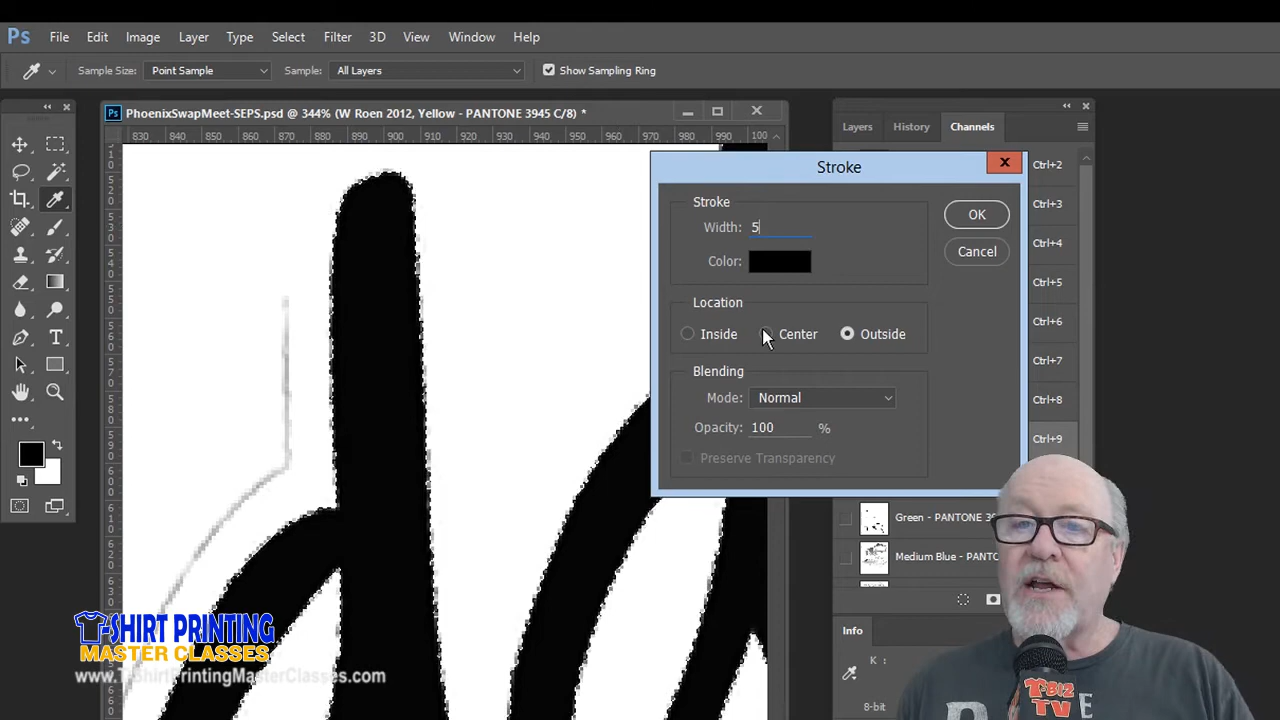 Ps File Edit Image Layer Type Select Filter 3D View Window Help
Sample Size: Point Sample Sample: All Layers Show Sampling Ring
PhoenixSwapMeet-SEPS.psd @ 344% (W Roen 2012, Yellow - PANTONE 3945 C/8) *
830 840 850 860 870 880 890 900 910 920 930 940 950 960 970 980 990 100
Layers History Channels
Stroke
Ctrl+2
Ctrl+3
Ctrl+4
Ctrl+5
Ctrl+6
Ctrl+7
Ctrl+8
Ctrl+9
Stroke
Width: 5
Color:
OK
Cancel
Location
Inside Center Outside
Blending
Mode: Normal
Opacity: 100 %
Preserve Transparency
Green - PANTONE
Medium Blue - PANTO
Info
K :
8-bit
T-SHIRT PRINTING
MASTER CLASSES
www.T-ShirtPrintingMasterClasses.com
T-BIZ
TV